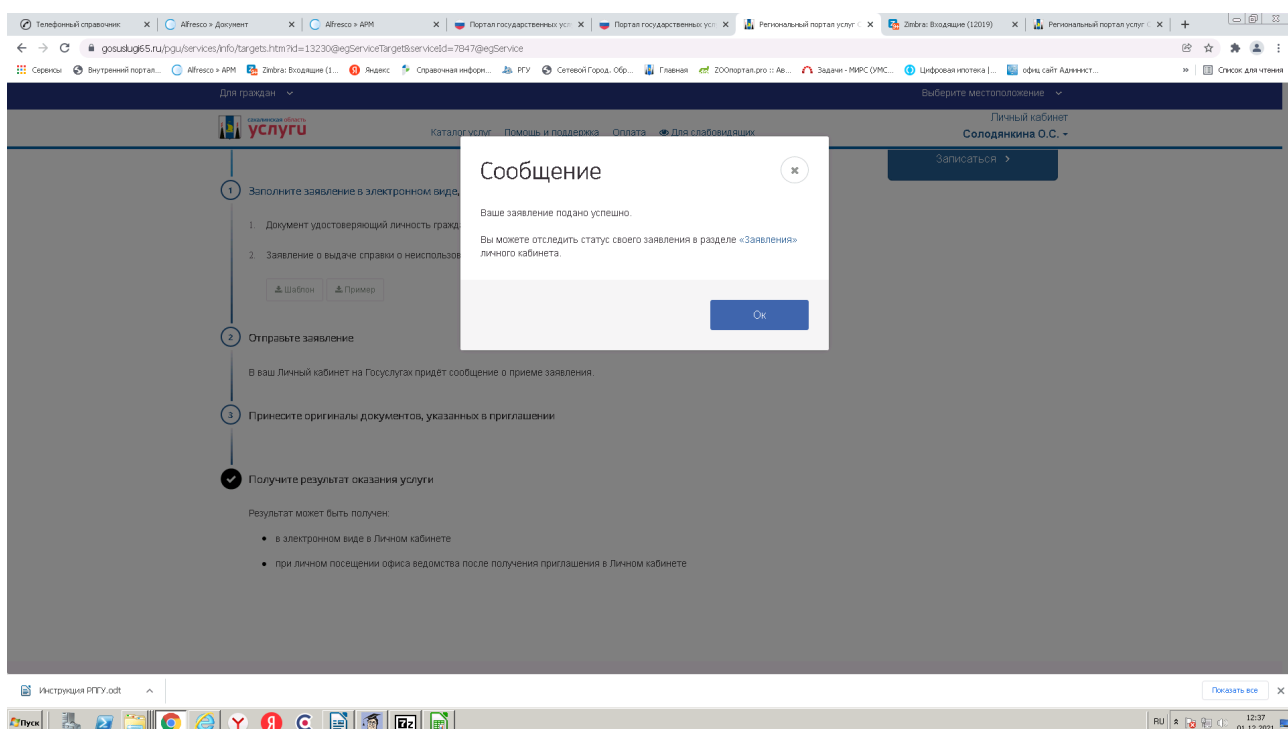 Телефонный справочник
Alfresco » Документ
Alfresco » АРМ
Портал государственных усл
Портал государственных усл
Региональный портал услуг С
Zimbra: Входящие (12019)
Региональный портал услуг С
gosuslugi65.ru/pgu/services/info/targets.htm?id=13230@egServiceTarget&serviceId=7847@egService
Сервисы
Внутренний портал...
Alfresco » АРМ
Zimbra: Входящие (1...
Яндекс
Справочная информ...
РГУ
Сетевой Город. Обр...
Главная
ZOOпортал.pro :: Ав...
Задачи - МИРС (УМС...
Цифровая ипотека |...
офиц сайт Админист...
»
Список для чтения
Для граждан
Выберите местоположение
сахалинская область
услуги
Каталог услуг Помощь и поддержка Оплата Для слабовидящих
Личный кабинет
Солодянкина О.С.
Записаться
Сообщение
Ваше заявление подано успешно.
Вы можете отследить статус своего заявления в разделе «Заявления»
личного кабинета.
Ок
1 Заполните заявление в электронном виде,
1. Документ удостоверяющий личность гражд
2. Заявление о выдаче справки о неиспользов
Шаблон Пример
2 Отправьте заявление
В ваш Личный кабинет на Госуслугах придёт сообщение о приеме заявления.
3 Принесите оригиналы документов, указанных в приглашении
Получите результат оказания услуги
Результат может быть получен:
• в электронном виде в Личном кабинете
• при личном посещении офиса ведомства после получения приглашения в Личном кабинете
Инструкция РПГУ.odt
Показать все
Пуск
RU
12:37
01.12.2021